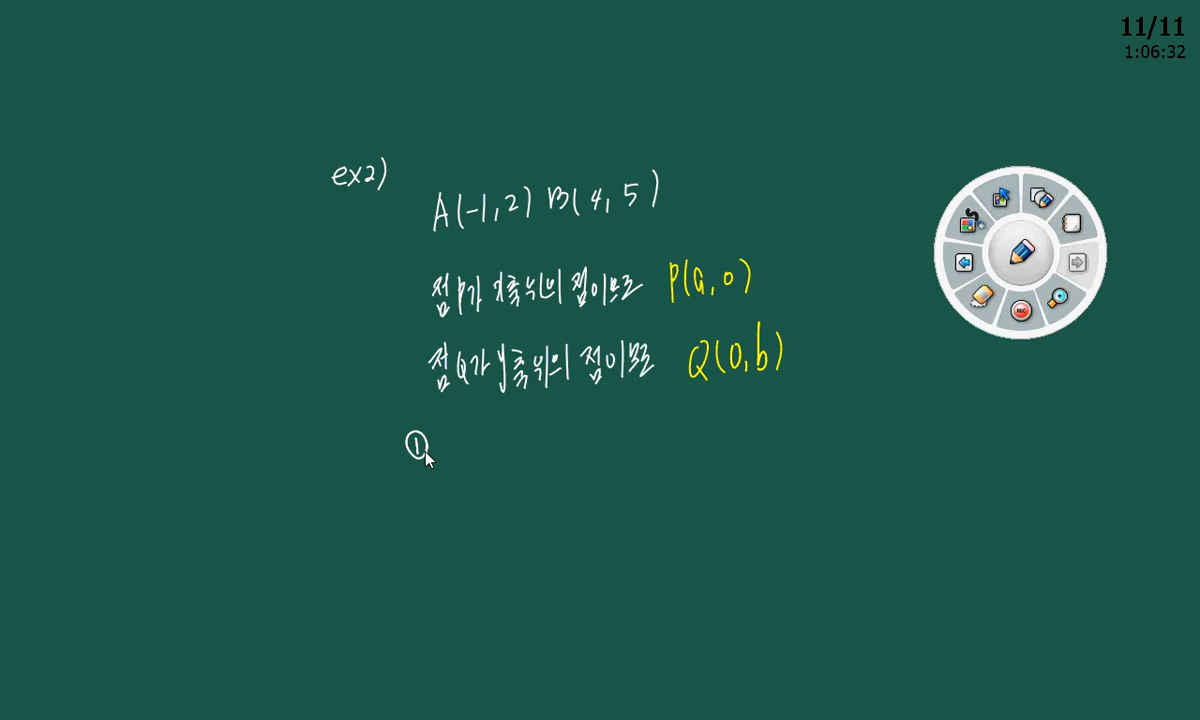 11/11
1:06:32
ex2)
A(-1,2) B(4,5)
점P가 x축위의 점이므로 P(a,0)
점Q가 y축위의 점이므로 Q(0,b)
①
REC